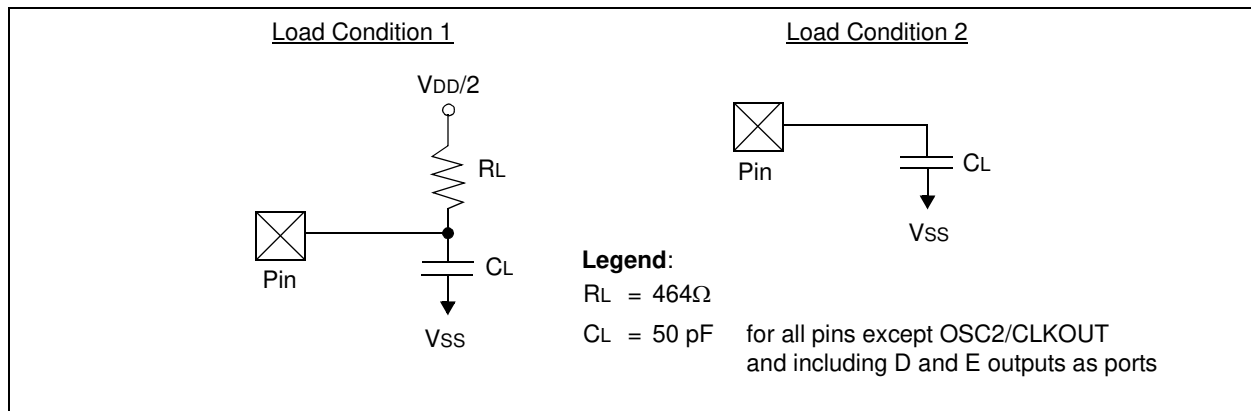 Load Condition 1
VDD/2
RL
Pin
CL
VSS
Load Condition 2
Pin
CL
VSS
Legend:
RL = 464Ω
CL = 50 pF for all pins except OSC2/CLKOUT
and including D and E outputs as ports